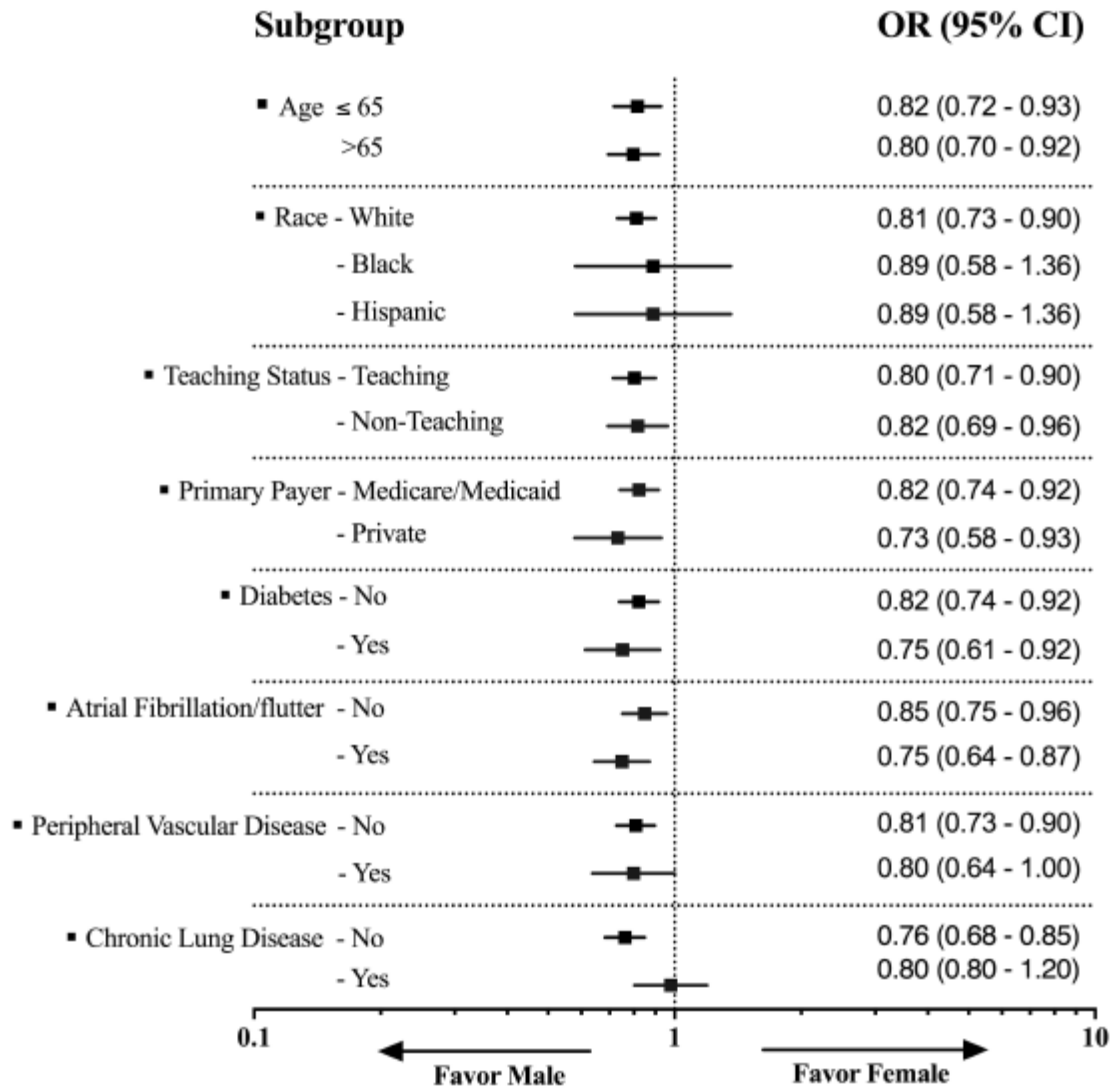 Subgroup OR (95% CI)
▪ Age ≤ 65 0.82 (0.72 - 0.93)
>65 0.80 (0.70 - 0.92)
▪ Race - White 0.81 (0.73 - 0.90)
- Black 0.89 (0.58 - 1.36)
- Hispanic 0.89 (0.58 - 1.36)
▪ Teaching Status - Teaching 0.80 (0.71 - 0.90)
- Non-Teaching 0.82 (0.69 - 0.96)
▪ Primary Payer - Medicare/Medicaid 0.82 (0.74 - 0.92)
- Private 0.73 (0.58 - 0.93)
▪ Diabetes - No 0.82 (0.74 - 0.92)
- Yes 0.75 (0.61 - 0.92)
▪ Atrial Fibrillation/flutter - No 0.85 (0.75 - 0.96)
- Yes 0.75 (0.64 - 0.87)
▪ Peripheral Vascular Disease - No 0.81 (0.73 - 0.90)
- Yes 0.80 (0.64 - 1.00)
▪ Chronic Lung Disease - No 0.76 (0.68 - 0.85)
- Yes 0.80 (0.80 - 1.20)
0.1 1 10
Favor Male Favor Female